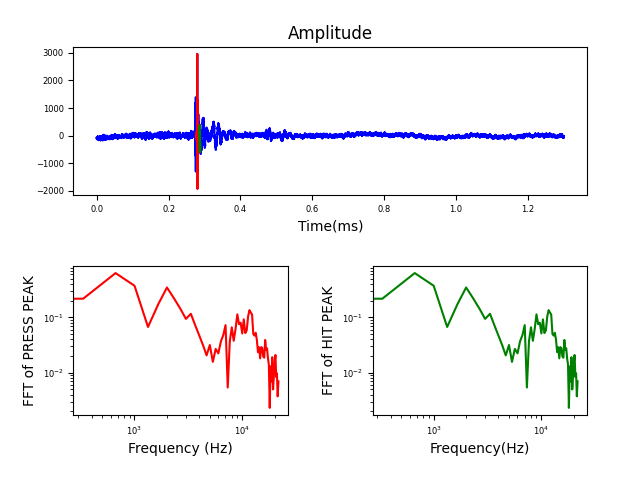 Amplitude
3000
2000
1000
0
−1000
−2000
0.0 0.2 0.4 0.6 0.8 1.0 1.2
Time(ms)
FFT of PRESS PEAK
10⁻¹
10⁻²
10³ 10⁴
Frequency (Hz)
FFT of HIT PEAK
10⁻¹
10⁻²
10³ 10⁴
Frequency(Hz)